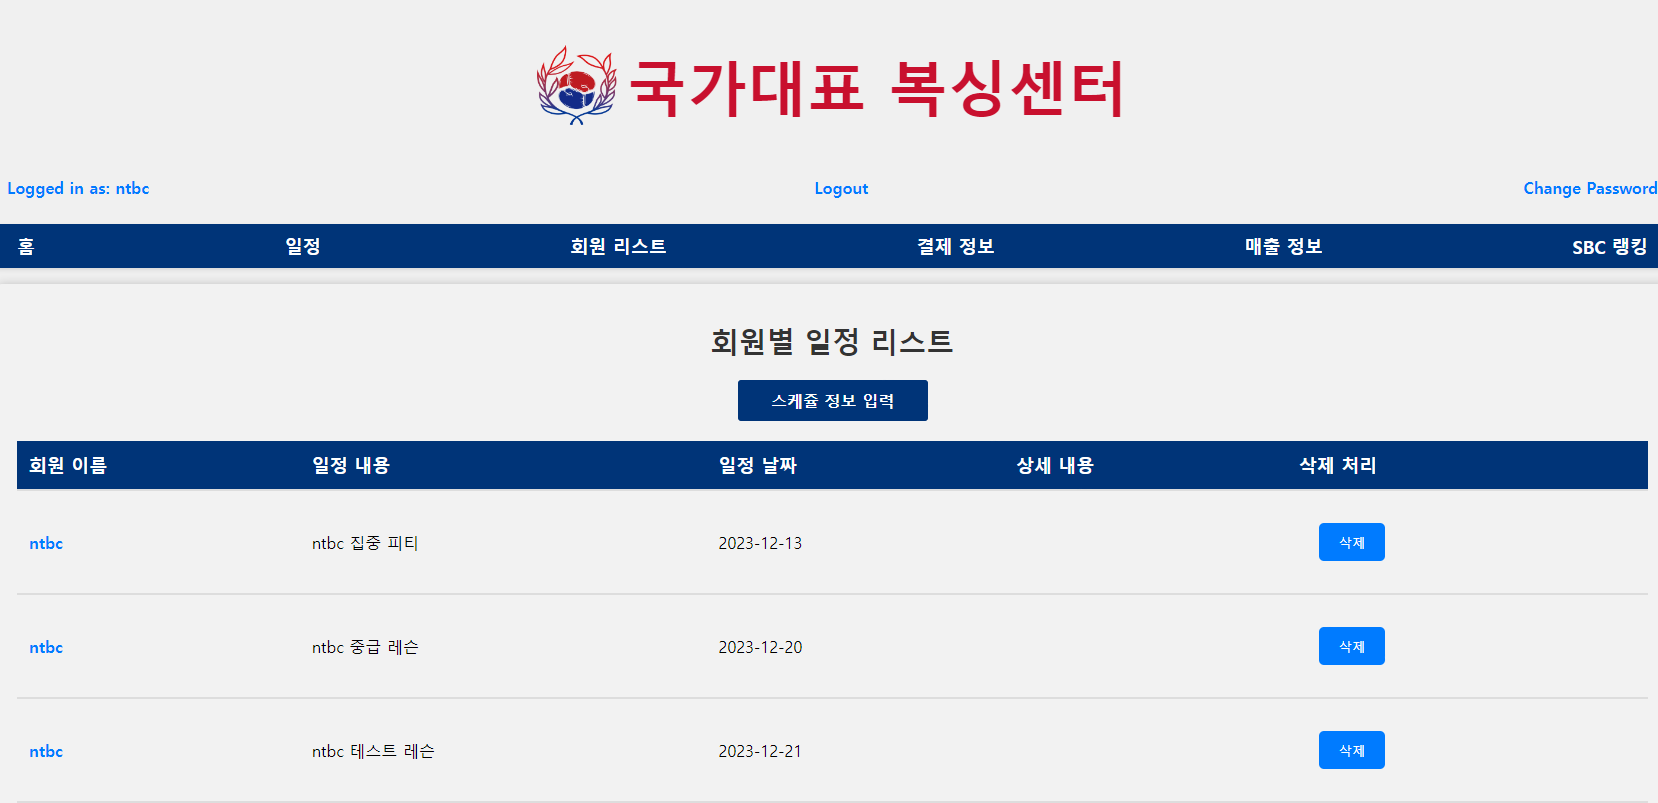 국가대표 복싱센터
Logged in as: ntbc Logout Change Password
홈 일정 회원 리스트 결제 정보 매출 정보 SBC 랭킹
회원별 일정 리스트
스케쥴 정보 입력
회원 이름 일정 내용 일정 날짜 상세 내용 삭제 처리
ntbc ntbc 집중 피티 2023-12-13 삭제
ntbc ntbc 중급 레슨 2023-12-20 삭제
ntbc ntbc 테스트 레슨 2023-12-21 삭제